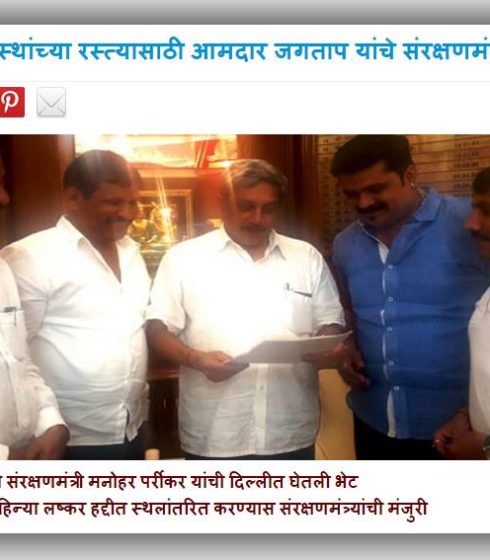 स्थांच्या रस्त्यासाठी आमदार जगताप यांचे संरक्षणमं
संरक्षणमंत्री मनोहर पर्रीकर यांची दिल्लीत घेतली भेट
हिन्या लष्कर हद्दीत स्थलांतरित करण्यास संरक्षणमंत्र्यांची मंजुरी